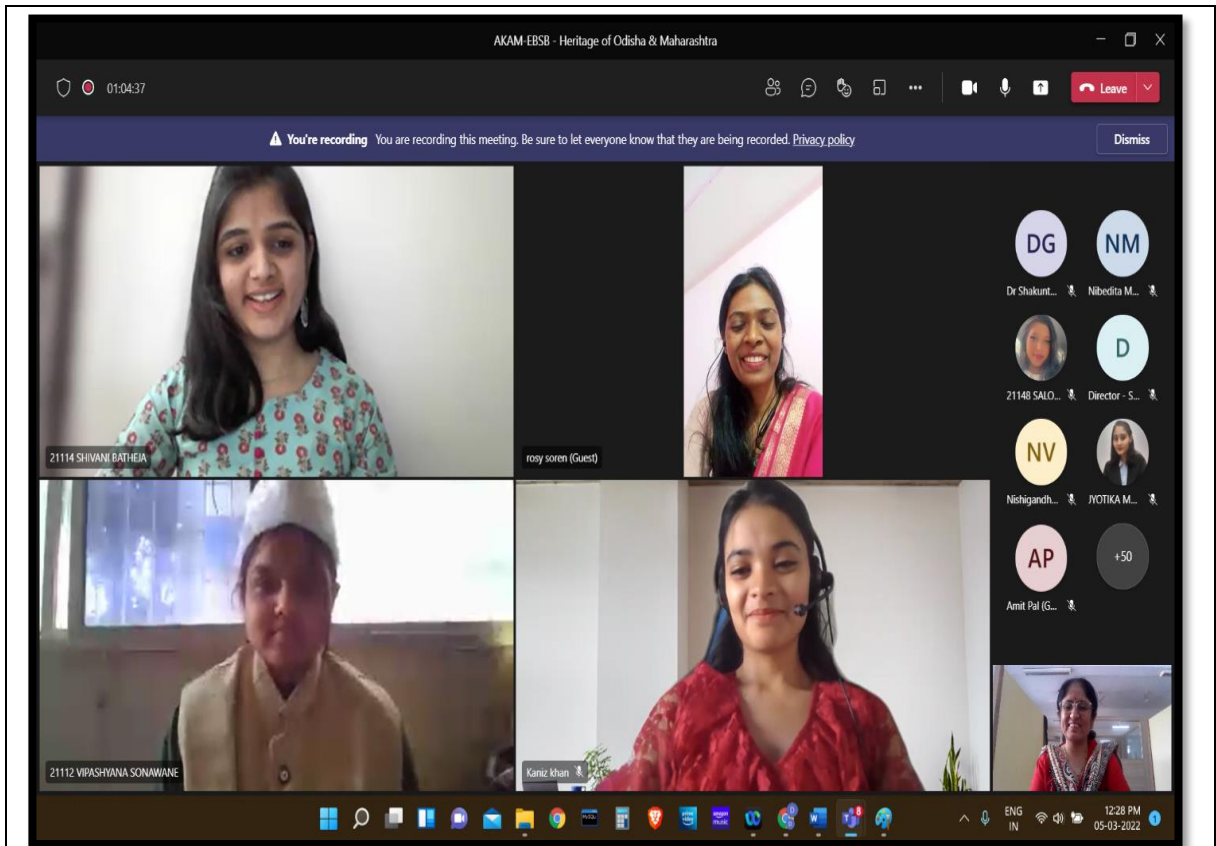 AKAM-EBSB - Heritage of Odisha & Maharashtra
01:04:37
Leave
You're recording You are recording this meeting. Be sure to let everyone know that they are being recorded. Privacy policy
Dismiss
21114 SHIVANI BATHEJA
rosy soren (Guest)
21112 VIPASHYANA SONAWANE
Kaniz khan
DG
NM
Dr Shakunt...
Nibedita M...
D
21148 SALO...
Director - S...
NV
Nishigandh...
JYOTIKA M...
AP
+50
Amit Pal (G...
ENG
IN
12:28 PM
05-03-2022
1